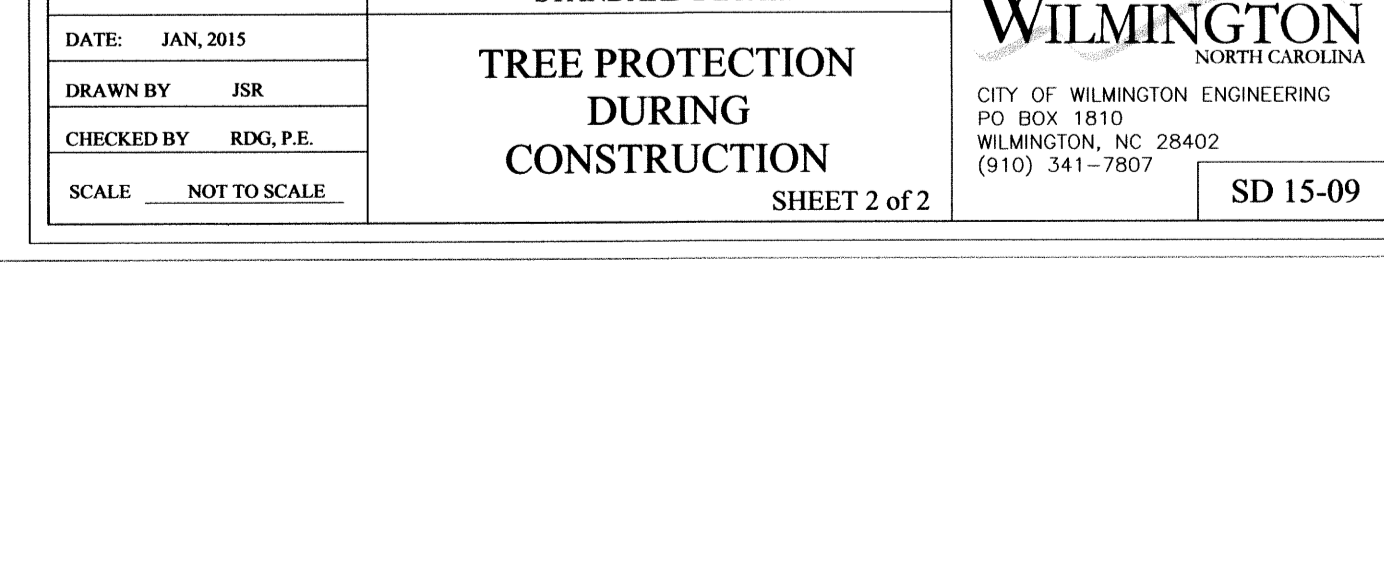 DATE: JAN, 2015
DRAWN BY JSR
CHECKED BY RDG, P.E.
SCALE NOT TO SCALE
TREE PROTECTION
DURING
CONSTRUCTION
SHEET 2 of 2
WILMINGTON
NORTH CAROLINA
CITY OF WILMINGTON ENGINEERING
PO BOX 1810
WILMINGTON, NC 28402
(910) 341-7807
SD 15-09